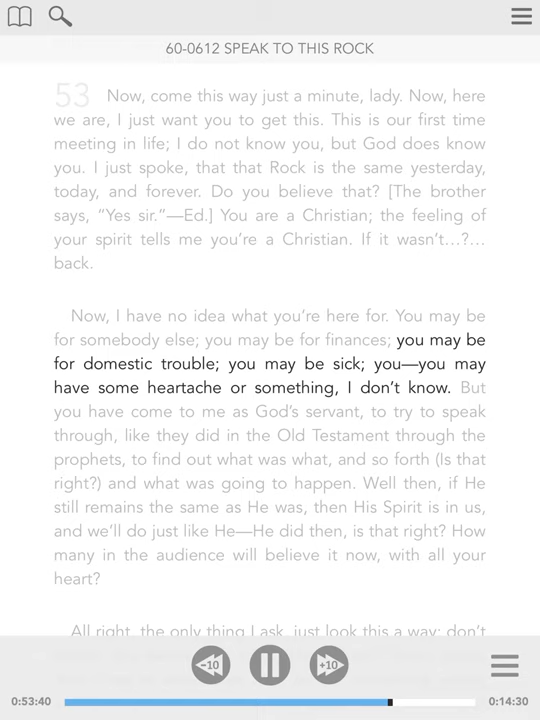 60-0612 SPEAK TO THIS ROCK
53 Now, come this way just a minute, lady. Now, here
we are, I just want you to get this. This is our first time
meeting in life; I do not know you, but God does know
you. I just spoke, that that Rock is the same yesterday,
today, and forever. Do you believe that? [The brother
says, “Yes sir.”—Ed.] You are a Christian; the feeling of
your spirit tells me you’re a Christian. If it wasn’t…?…
back.
Now, I have no idea what you’re here for. You may be
for somebody else; you may be for finances; you may be
for domestic trouble; you may be sick; you—you may
have some heartache or something, I don’t know. But
you have come to me as God’s servant, to try to speak
through, like they did in the Old Testament through the
prophets, to find out what was what, and so forth (Is that
right?) and what was going to happen. Well then, if He
still remains the same as He was, then His Spirit is in us,
and we’ll do just like He—He did then, is that right? How
many in the audience will believe it now, with all your
heart?
All right, the only thing I ask, just look this a way; don’t
-10 +10
0:53:40 0:14:30